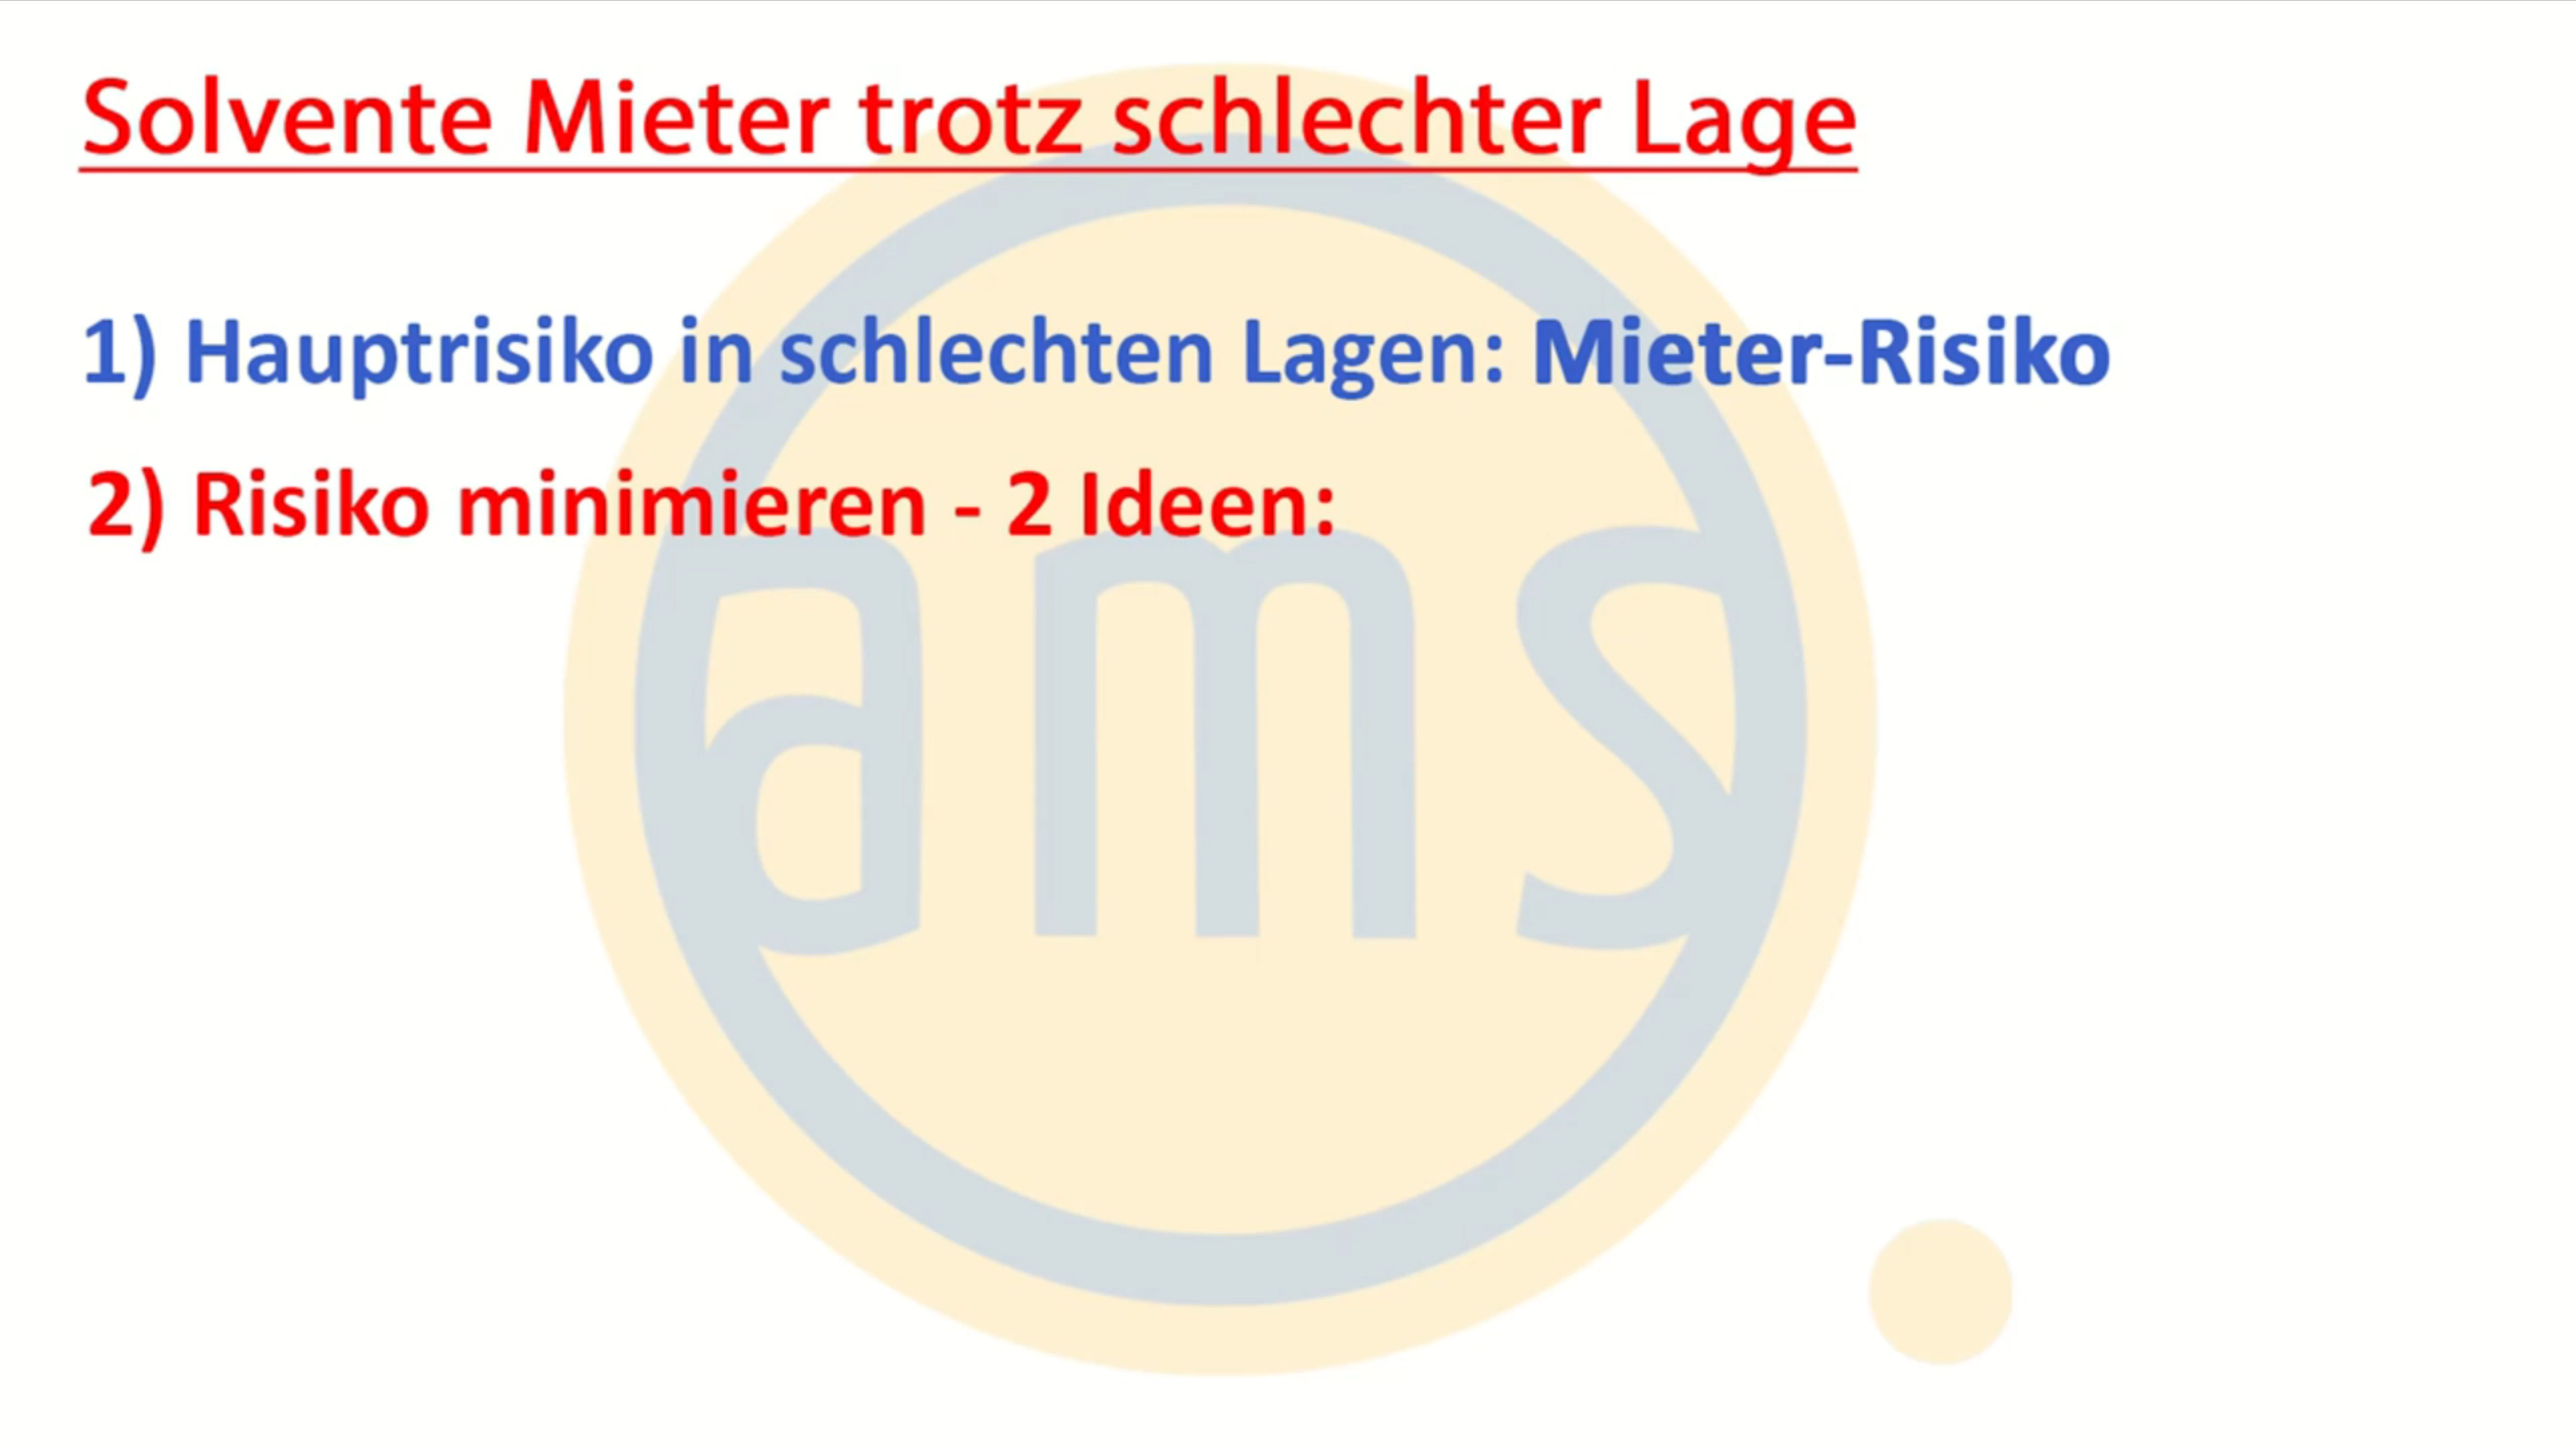 Solvente Mieter trotz schlechter Lage
1) Hauptrisiko in schlechten Lagen: Mieter-Risiko
2) Risiko minimieren - 2 Ideen:
ams